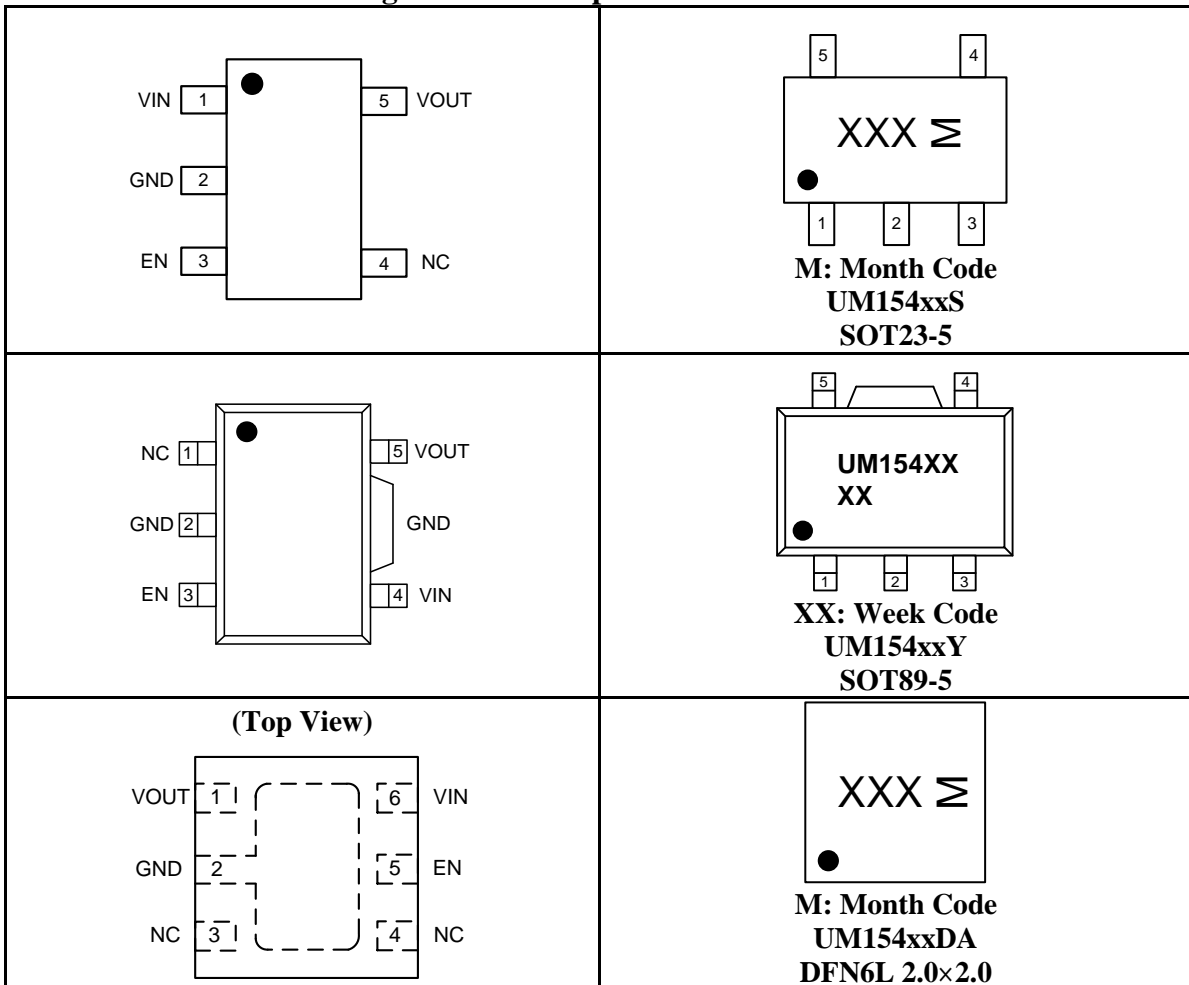 VIN 1 5 VOUT
GND 2
EN 3 4 NC
5 4
XXX M
1 2 3
M: Month Code
UM154xxS
SOT23-5
NC 1 5 VOUT
GND 2 GND
EN 3 4 VIN
5 4
UM154XX
XX
1 2 3
XX: Week Code
UM154xxY
SOT89-5
(Top View)
VOUT 1 6 VIN
GND 2 5 EN
NC 3 4 NC
XXX M
M: Month Code
UM154xxDA
DFN6L 2.0×2.0